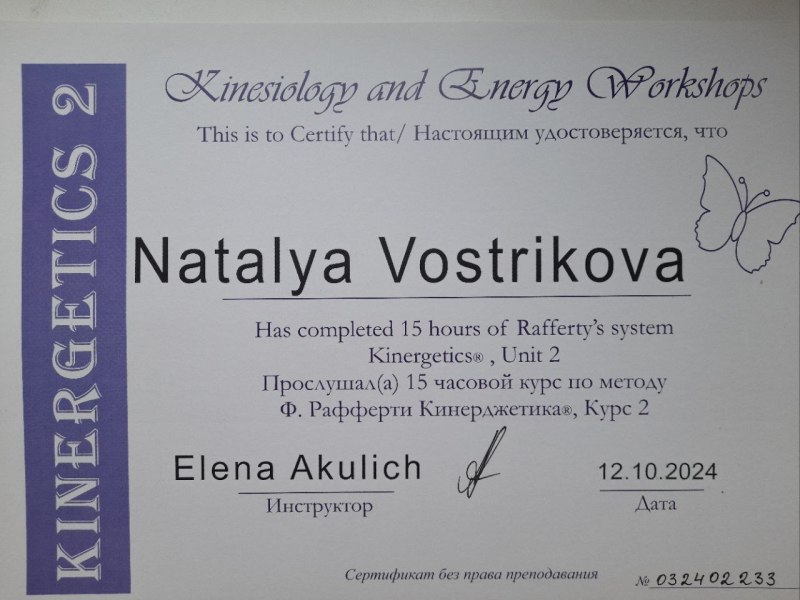 KINERGETICS 2
Kinesiology and Energy Workshops
This is to Certify that/ Настоящим удостоверяется, что
Natalya Vostrikova
Has completed 15 hours of Rafferty's system
Kinergetics® , Unit 2
Прослушал(а) 15 часовой курс по методу
Ф. Рафферти Кинерджетика®, Курс 2
Elena Akulich
12.10.2024
Инструктор
Дата
Сертификат без права преподавания
№ 032402233